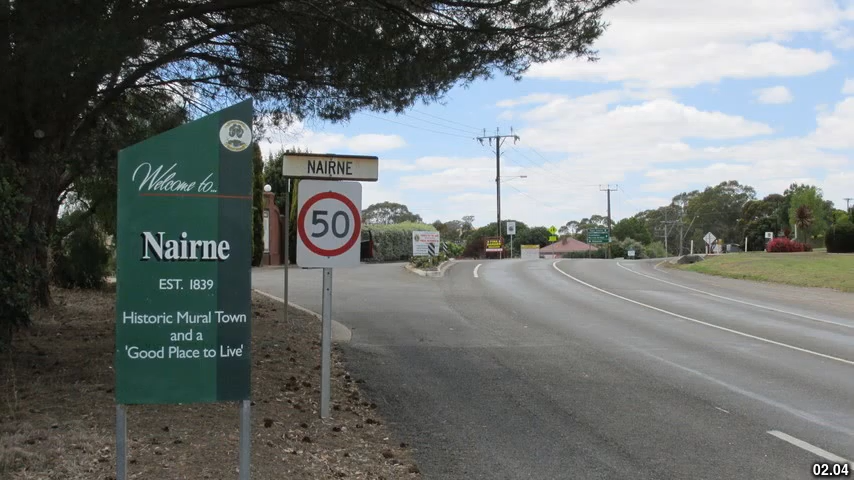 Welcome to...
Nairne
EST. 1839
Historic Mural Town
and a
'Good Place to Live'
NAIRNE
50
02.04